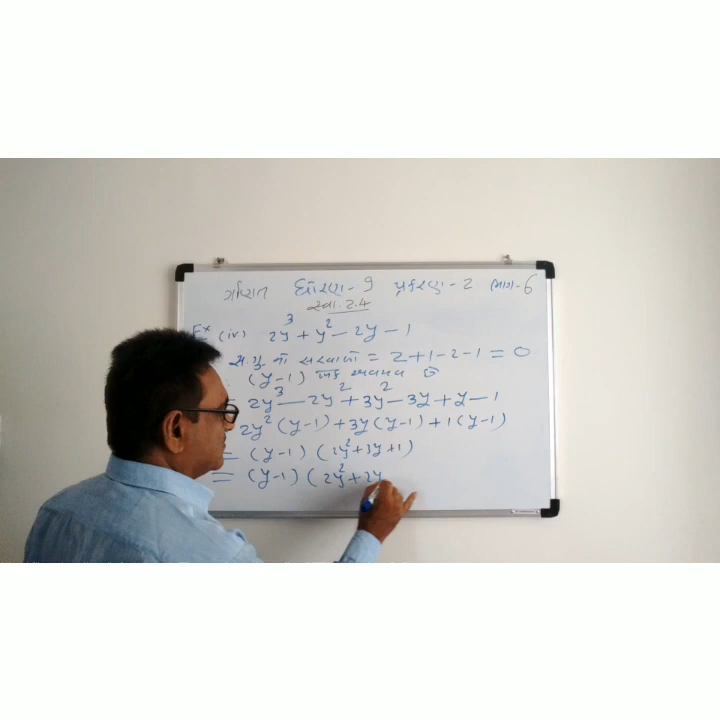 ગણિત ધોરણ-9 પ્રકરણ-2 ભાગ-6
સ્વા.2.4
Ex (iv) 2y³ + y² - 2y - 1
સ.ગુ નો સરવાળો = 2+1-2-1 = 0
(y-1) એક અવયવ છે
2y³ - 2y² + 3y² - 3y + y - 1
2y² (y-1) + 3y (y-1) + 1 (y-1)
= (y-1) (2y² + 3y + 1)
= (y-1) (2y² + 2y